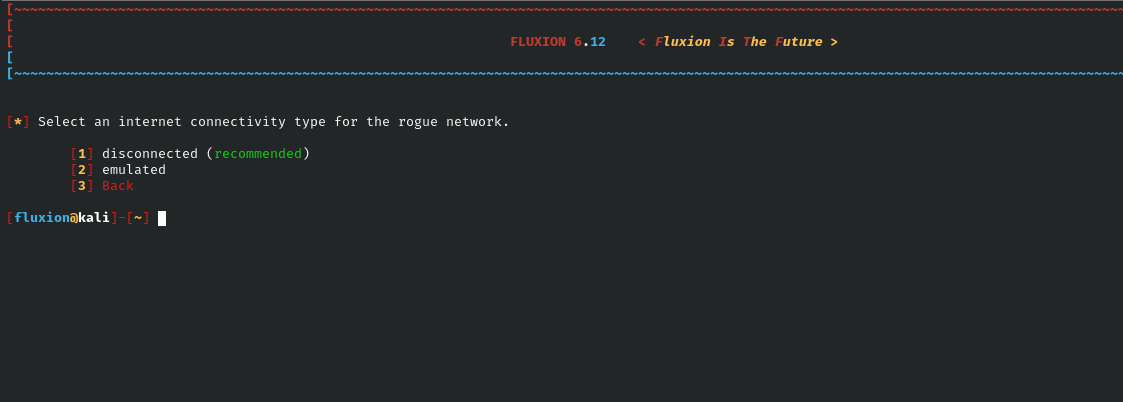 [~~~~~~~~~~~~~~~~~~~~~~~~~~~~~~~~~~~~~~~~~~~~~~~~~~~~~~~~~~~~~~~~~~~~~~~~~~~~~~~~~~~~~~~~~~~~~~~~~~~~~~~~~~~~~~~~~~~~~~~~~~~~~~~~~~~~~~~~~~~
[
[ FLUXION 6.12 < Fluxion Is The Future >
[
[~~~~~~~~~~~~~~~~~~~~~~~~~~~~~~~~~~~~~~~~~~~~~~~~~~~~~~~~~~~~~~~~~~~~~~~~~~~~~~~~~~~~~~~~~~~~~~~~~~~~~~~~~~~~~~~~~~~~~~~~~~~~~~~~~~~~~~~~~~~
[*] Select an internet connectivity type for the rogue network.
[1] disconnected (recommended)
[2] emulated
[3] Back
[fluxion@kali]-[~]